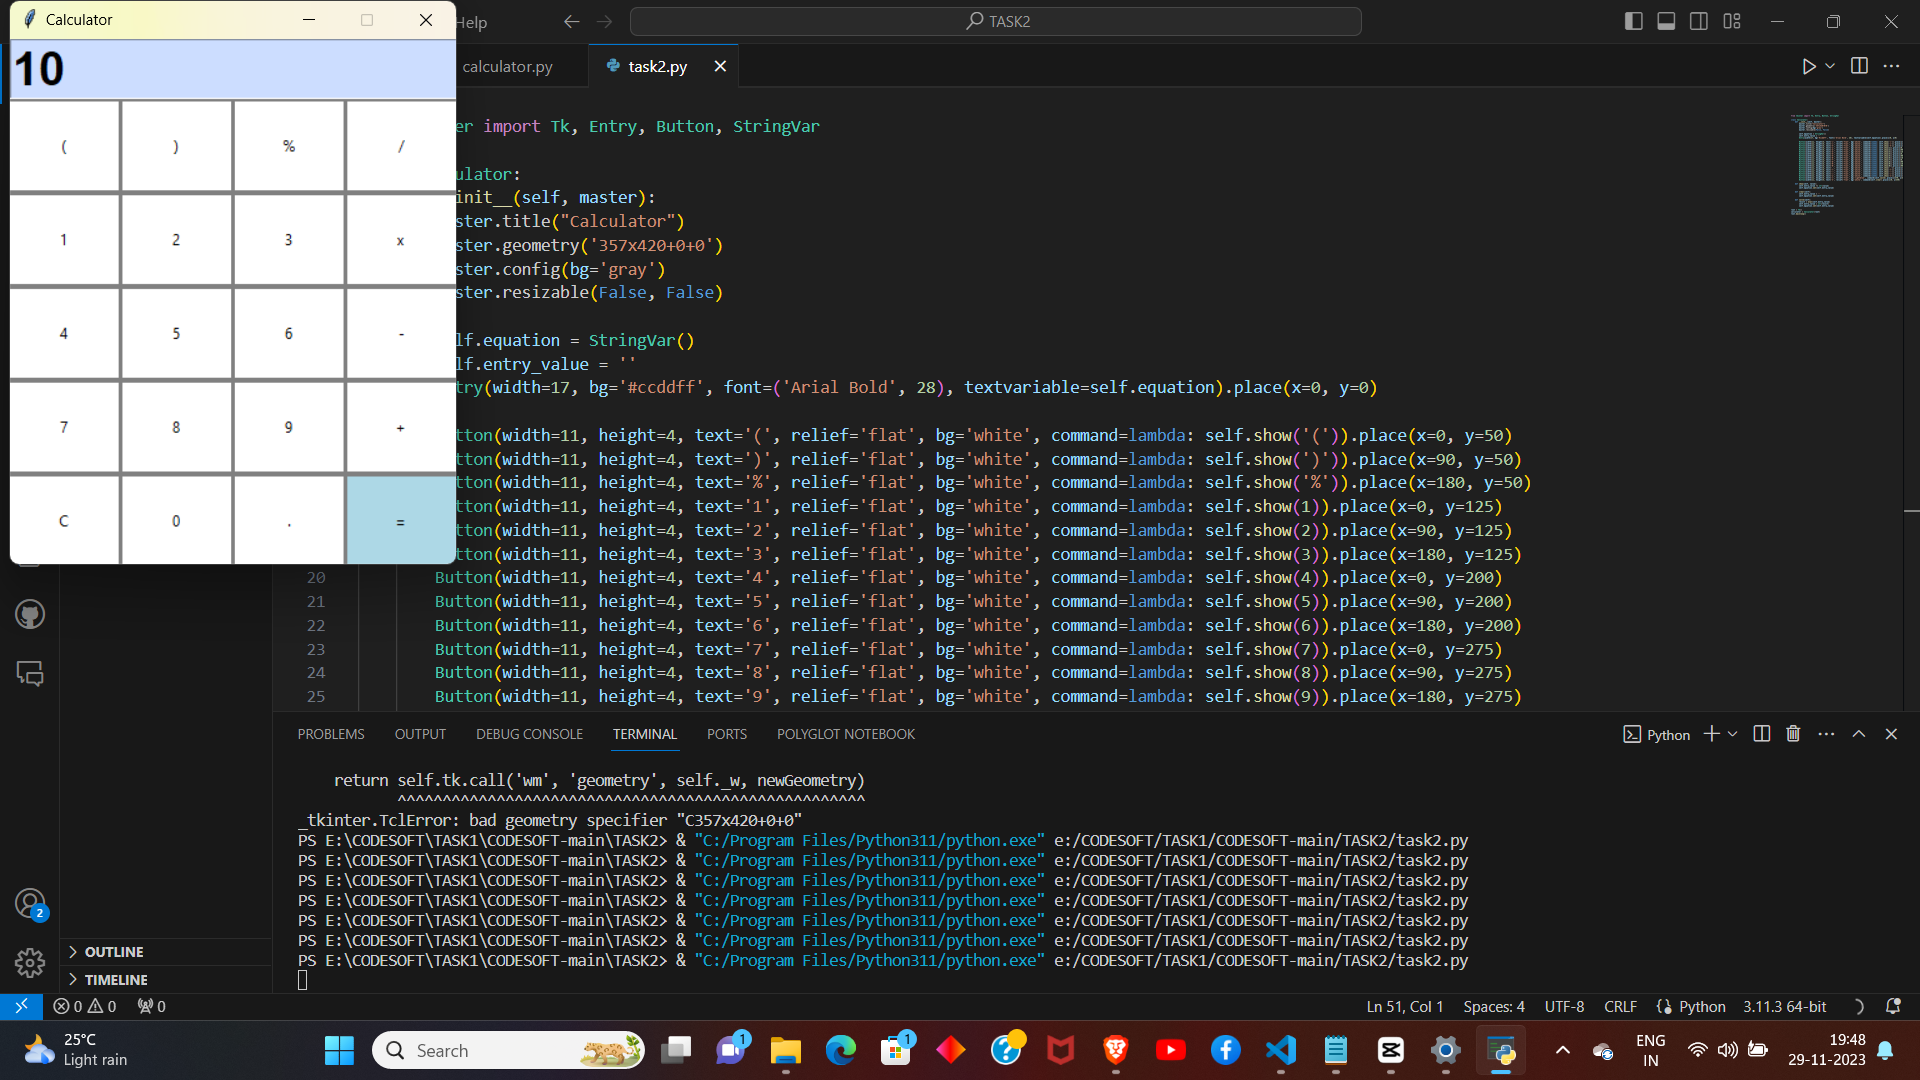 Calculator
Help
TASK2
10
calculator.py
task2.py
( ) % /
1 2 3 x
4 5 6 -
7 8 9 +
C 0 . =
er import Tk, Entry, Button, StringVar
ulator:
init__(self, master):
ster.title("Calculator")
ster.geometry('357x420+0+0')
ster.config(bg='gray')
ster.resizable(False, False)
lf.equation = StringVar()
lf.entry_value = ''
try(width=17, bg='#ccddff', font=('Arial Bold', 28), textvariable=self.equation).place(x=0, y=0)
tton(width=11, height=4, text='(', relief='flat', bg='white', command=lambda: self.show('(')).place(x=0, y=50)
tton(width=11, height=4, text=')', relief='flat', bg='white', command=lambda: self.show(')')).place(x=90, y=50)
tton(width=11, height=4, text='%', relief='flat', bg='white', command=lambda: self.show('%')).place(x=180, y=50)
tton(width=11, height=4, text='1', relief='flat', bg='white', command=lambda: self.show(1)).place(x=0, y=125)
tton(width=11, height=4, text='2', relief='flat', bg='white', command=lambda: self.show(2)).place(x=90, y=125)
tton(width=11, height=4, text='3', relief='flat', bg='white', command=lambda: self.show(3)).place(x=180, y=125)
20 Button(width=11, height=4, text='4', relief='flat', bg='white', command=lambda: self.show(4)).place(x=0, y=200)
21 Button(width=11, height=4, text='5', relief='flat', bg='white', command=lambda: self.show(5)).place(x=90, y=200)
22 Button(width=11, height=4, text='6', relief='flat', bg='white', command=lambda: self.show(6)).place(x=180, y=200)
23 Button(width=11, height=4, text='7', relief='flat', bg='white', command=lambda: self.show(7)).place(x=0, y=275)
24 Button(width=11, height=4, text='8', relief='flat', bg='white', command=lambda: self.show(8)).place(x=90, y=275)
25 Button(width=11, height=4, text='9', relief='flat', bg='white', command=lambda: self.show(9)).place(x=180, y=275)
PROBLEMS OUTPUT DEBUG CONSOLE TERMINAL PORTS POLYGLOT NOTEBOOK
Python
return self.tk.call('wm', 'geometry', self._w, newGeometry)
^^^^^^^^^^^^^^^^^^^^^^^^^^^^^^^^^^^^^^^^^^^^^^^^^^^^
_tkinter.TclError: bad geometry specifier "C357x420+0+0"
PS E:\CODESOFT\TASK1\CODESOFT-main\TASK2> & "C:/Program Files/Python311/python.exe" e:/CODESOFT/TASK1/CODESOFT-main/TASK2/task2.py
PS E:\CODESOFT\TASK1\CODESOFT-main\TASK2> & "C:/Program Files/Python311/python.exe" e:/CODESOFT/TASK1/CODESOFT-main/TASK2/task2.py
PS E:\CODESOFT\TASK1\CODESOFT-main\TASK2> & "C:/Program Files/Python311/python.exe" e:/CODESOFT/TASK1/CODESOFT-main/TASK2/task2.py
PS E:\CODESOFT\TASK1\CODESOFT-main\TASK2> & "C:/Program Files/Python311/python.exe" e:/CODESOFT/TASK1/CODESOFT-main/TASK2/task2.py
PS E:\CODESOFT\TASK1\CODESOFT-main\TASK2> & "C:/Program Files/Python311/python.exe" e:/CODESOFT/TASK1/CODESOFT-main/TASK2/task2.py
PS E:\CODESOFT\TASK1\CODESOFT-main\TASK2> & "C:/Program Files/Python311/python.exe" e:/CODESOFT/TASK1/CODESOFT-main/TASK2/task2.py
PS E:\CODESOFT\TASK1\CODESOFT-main\TASK2> & "C:/Program Files/Python311/python.exe" e:/CODESOFT/TASK1/CODESOFT-main/TASK2/task2.py
2
OUTLINE
TIMELINE
0 0 0
Ln 51, Col 1 Spaces: 4 UTF-8 CRLF Python 3.11.3 64-bit
25°C
Light rain
Search
1
1
ENG
IN
19:48
29-11-2023